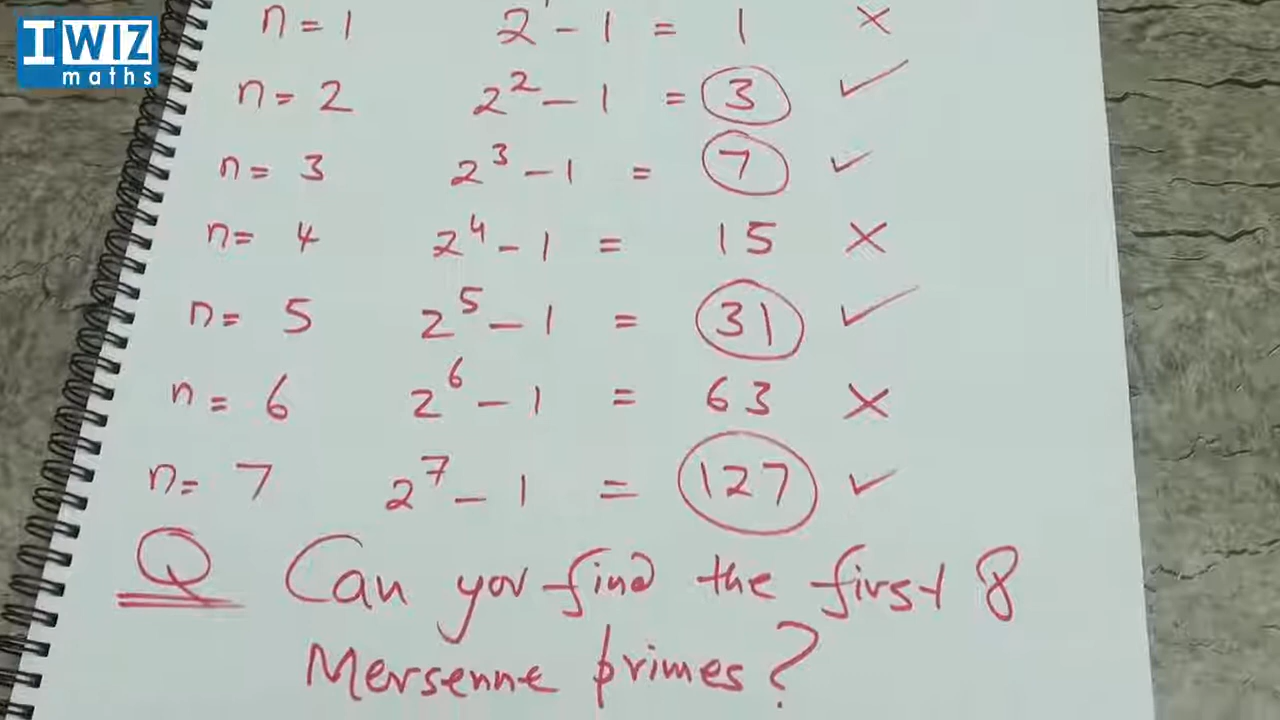 IWIZ
maths
n = 1 2¹ - 1 = 1 ×
n = 2 2² - 1 = 3 ✓
n = 3 2³ - 1 = 7 ✓
n = 4 2⁴ - 1 = 15 ×
n = 5 2⁵ - 1 = 31 ✓
n = 6 2⁶ - 1 = 63 ×
n = 7 2⁷ - 1 = 127 ✓
Q Can you find the first 8
Mersenne primes?